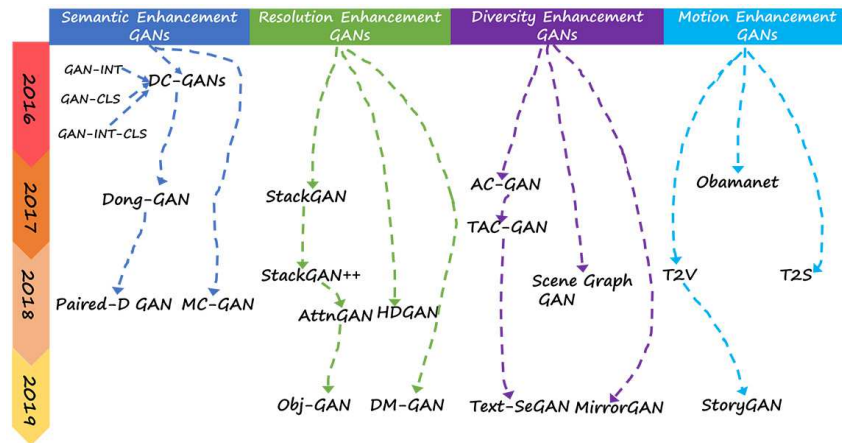 Semantic Enhancement
GANs
Resolution Enhancement
GANs
Diversity Enhancement
GANs
Motion Enhancement
GANs
2016
2017
2018
2019
GAN-INT
GAN-CLS
GAN-INT-CLS
DC-GANs
Dong-GAN
Paired-D GAN
MC-GAN
StackGAN
StackGAN++
AttnGAN
HDGAN
Obj-GAN
DM-GAN
AC-GAN
TAC-GAN
Scene Graph
GAN
Text-SeGAN
MirrorGAN
Obamanet
T2V
T2S
StoryGAN